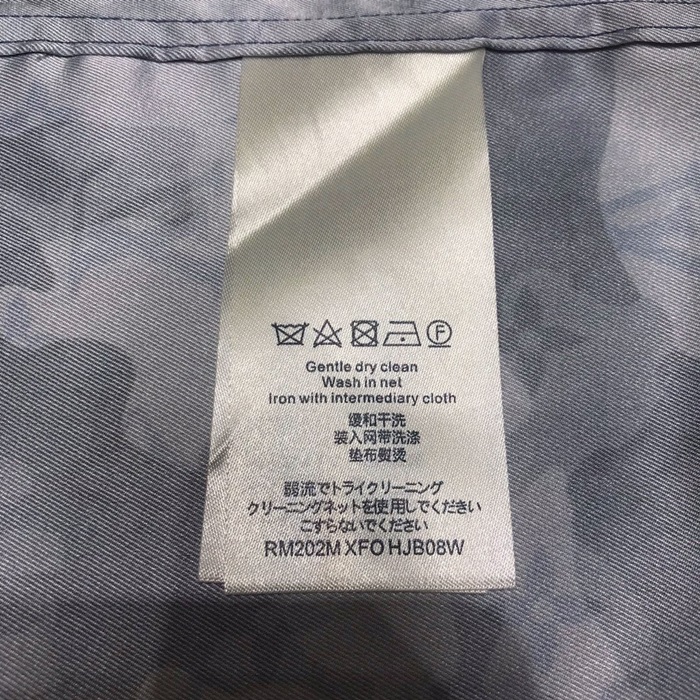 F
Gentle dry clean
Wash in net
Iron with intermediary cloth
缓和干洗
装入网带洗涤
垫布熨烫
弱流でトライクリーニング
クリーニングネットを使用してください
こすらないでください
RM202M XFO HJB08W